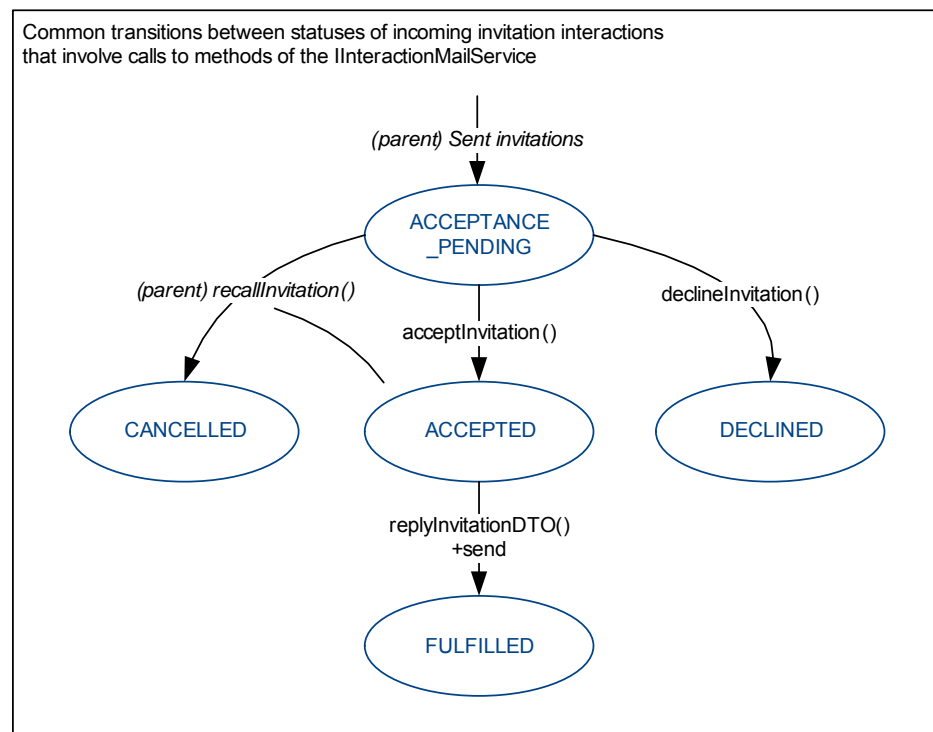 Common transitions between statuses of incoming invitation interactions
that involve calls to methods of the IInteractionMailService
(parent) Sent invitations
ACCEPTANCE
_PENDING
(parent) recallInvitation()
declineInvitation()
acceptInvitation()
CANCELLED
ACCEPTED
DECLINED
replyInvitationDTO()
+send
FULFILLED